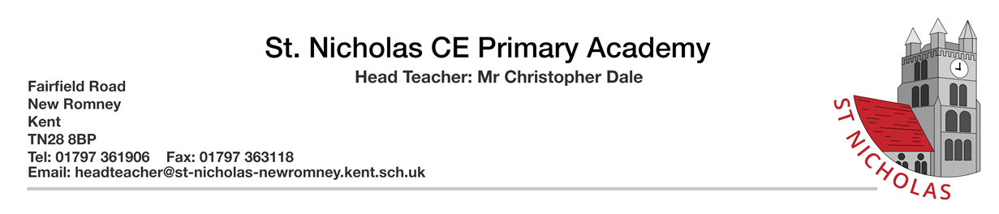 St. Nicholas CE Primary Academy
Head Teacher: Mr Christopher Dale
Fairfield Road
New Romney
Kent
TN28 8BP
Tel: 01797 361906    Fax: 01797 363118
Email: headteacher@st-nicholas-newromney.kent.sch.uk
ST NICHOLAS